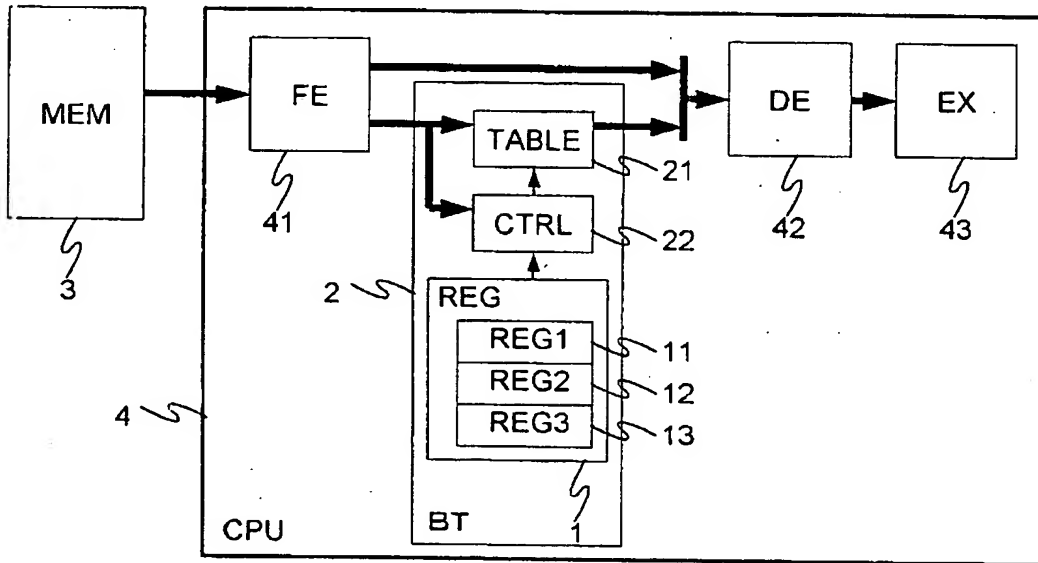 MEM
FE
DE
EX
TABLE
21
41
CTRL
22
42
43
3
2
REG
REG1
11
REG2
12
4
REG3
13
CPU
BT
1